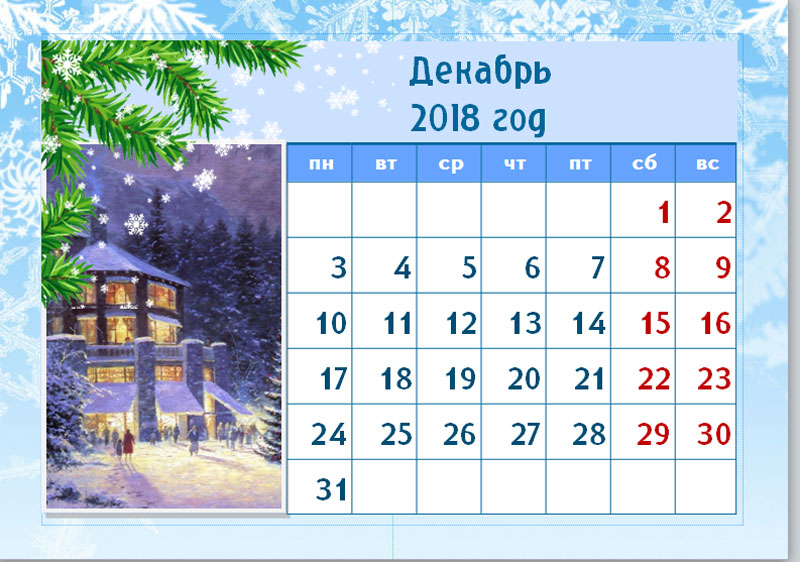 Декабрь
2018 год
пн вт ср чт пт сб вс
1 2
3 4 5 6 7 8 9
10 11 12 13 14 15 16
17 18 19 20 21 22 23
24 25 26 27 28 29 30
31